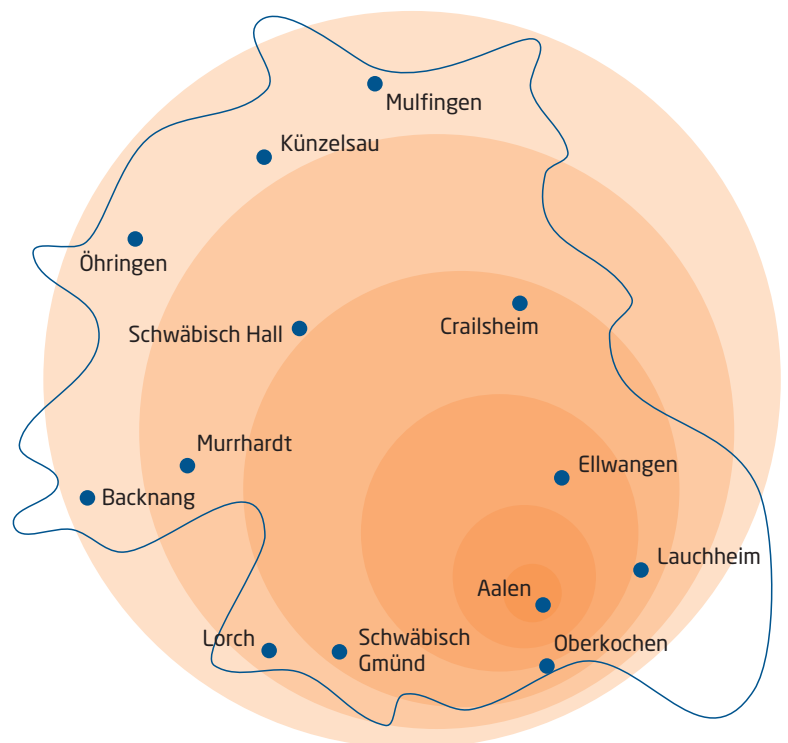 Mulfingen
Künzelsau
Öhringen
Crailsheim
Schwäbisch Hall
Murrhardt
Ellwangen
Backnang
Lauchheim
Aalen
Lorch
Schwäbisch
Gmünd
Oberkochen